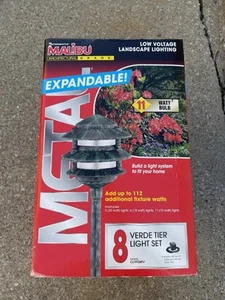 MALIBU
LOW VOLTAGE
LANDSCAPE LIGHTING
EXPANDABLE!
METAL
11 WATT
BULB
Build a light system
to fit your home
Add up to 112
additional fixture watts
8 VERDE TIER
LIGHT SET